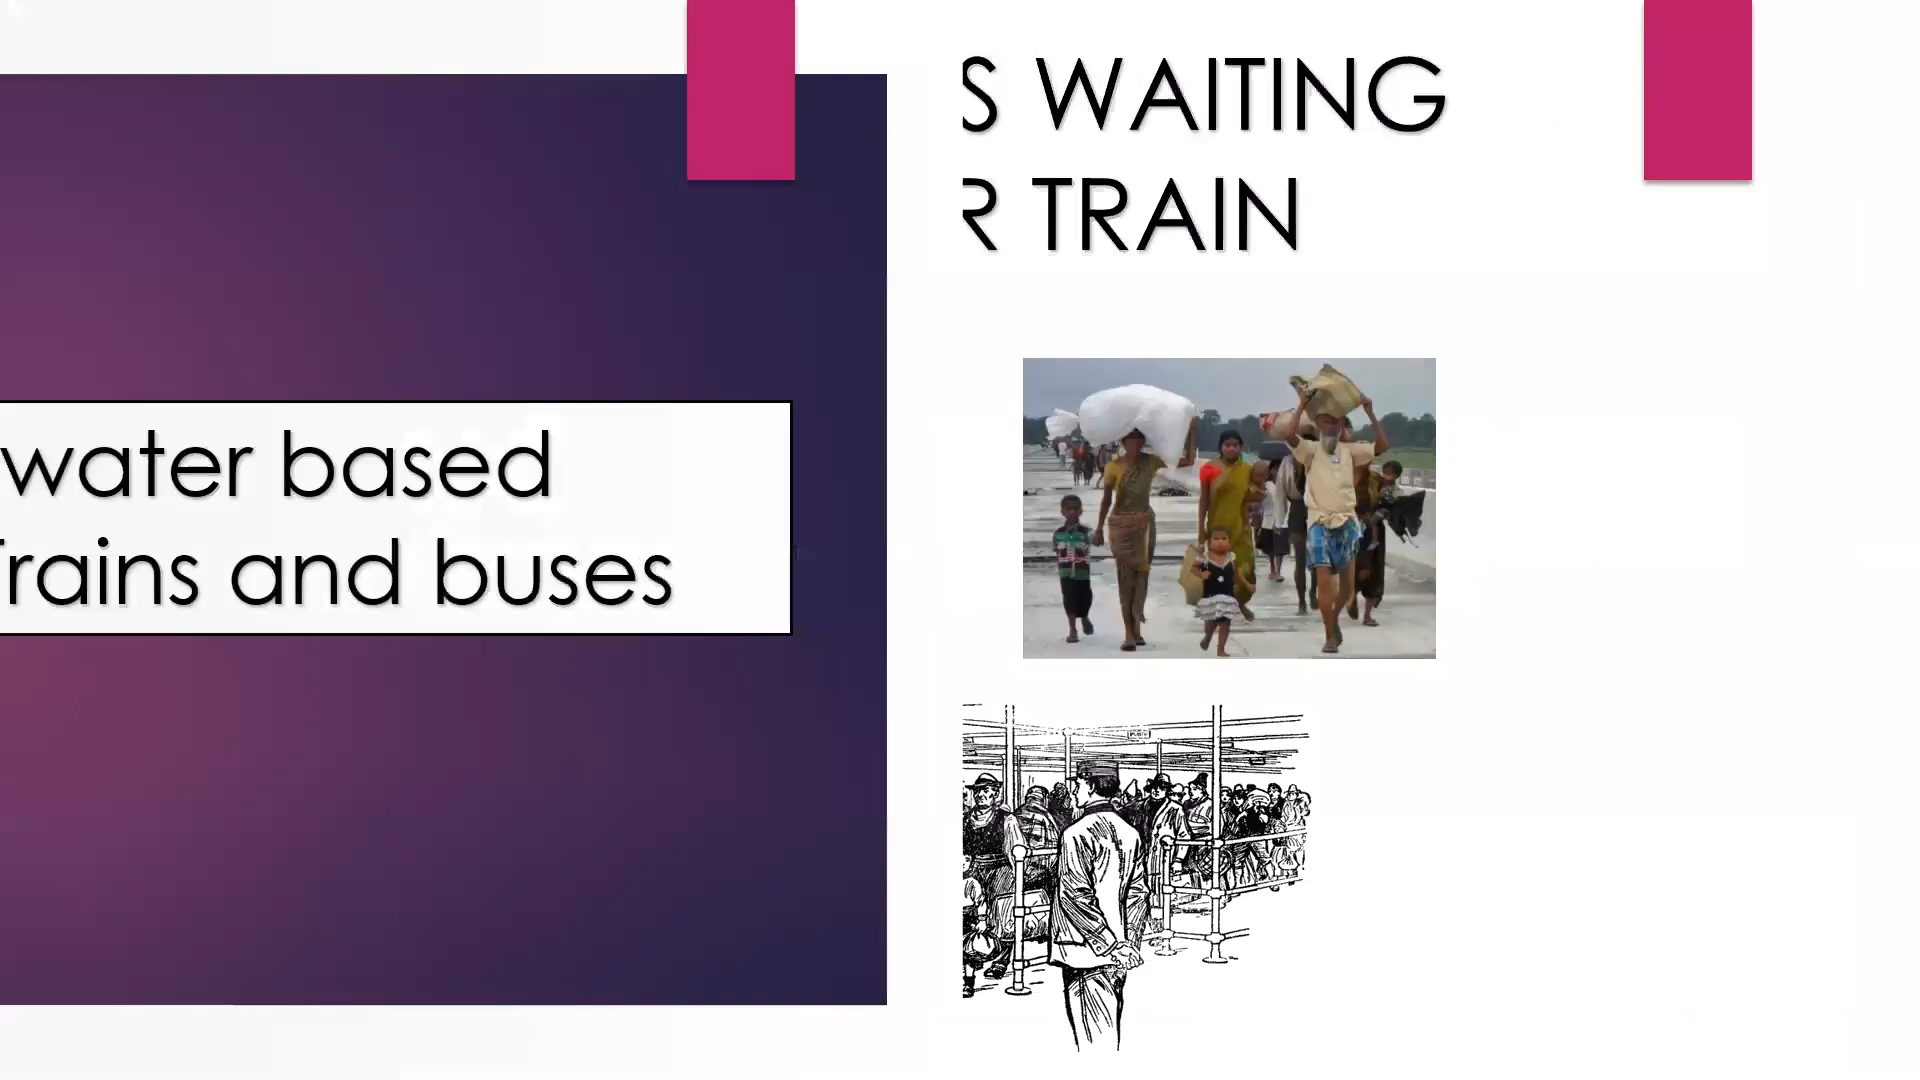 water based
rains and buses
S WAITING
R TRAIN